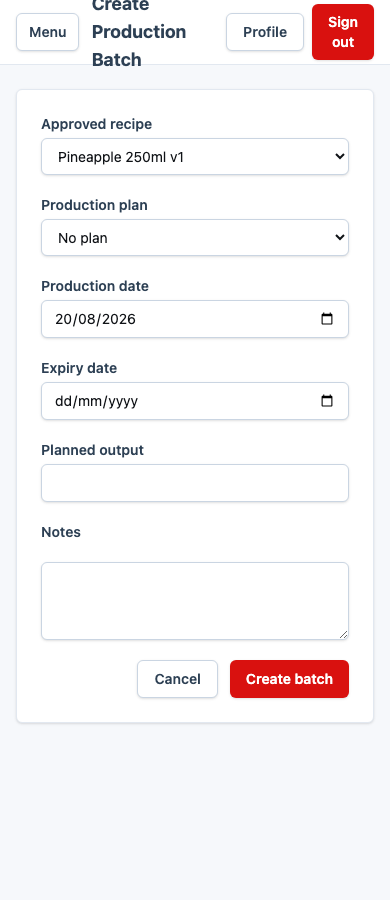 Menu
Create
Production
Batch
Profile
Sign
out
Approved recipe
Pineapple 250ml v1
Production plan
No plan
Production date
20/08/2026
Expiry date
dd/mm/yyyy
Planned output
Notes
Cancel
Create batch